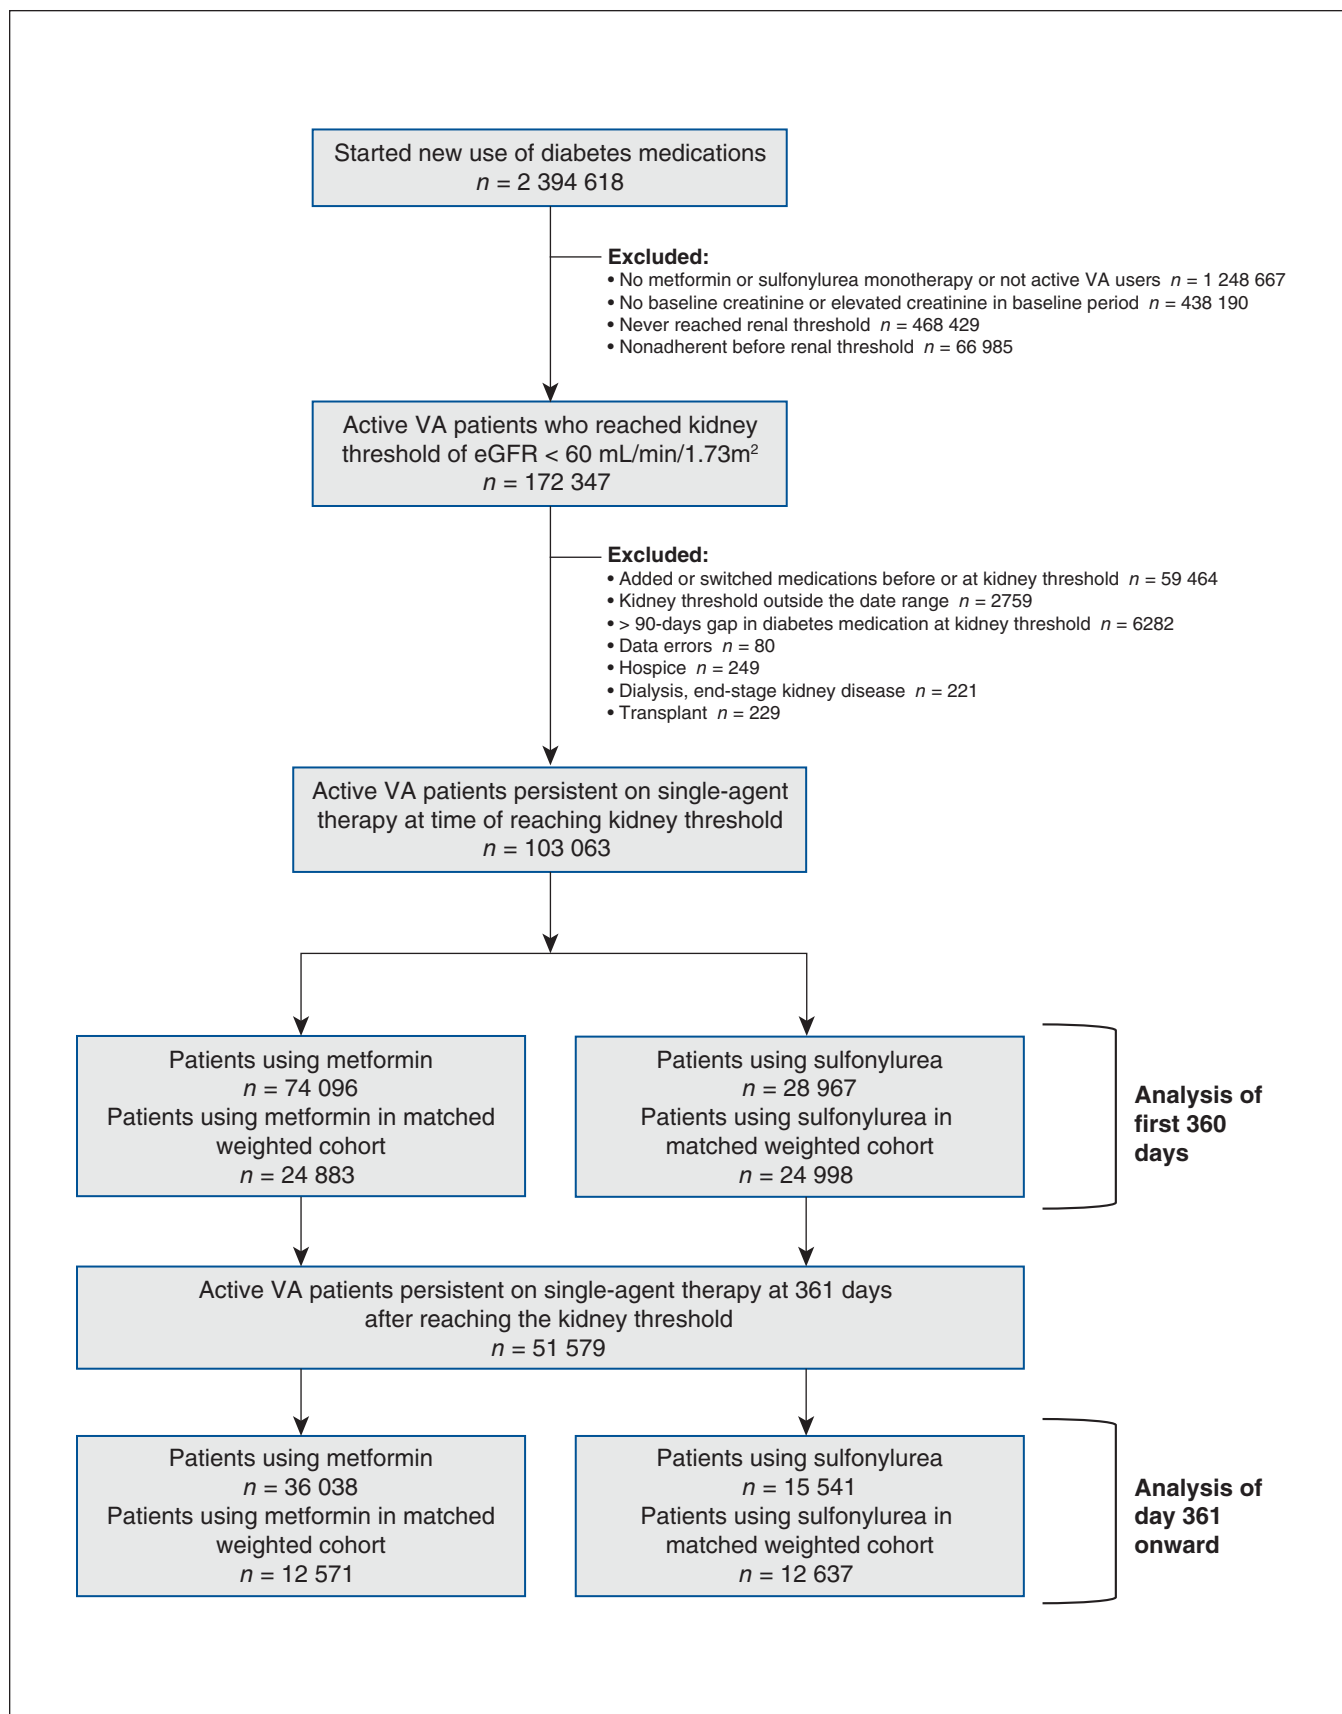 Started new use of diabetes medications
n = 2 394 618
Excluded:
• No metformin or sulfonylurea monotherapy or not active VA users n = 1 248 667
• No baseline creatinine or elevated creatinine in baseline period n = 438 190
• Never reached renal threshold n = 468 429
• Nonadherent before renal threshold n = 66 985
Active VA patients who reached kidney
threshold of eGFR < 60 mL/min/1.73m²
n = 172 347
Excluded:
• Added or switched medications before or at kidney threshold n = 59 464
• Kidney threshold outside the date range n = 2759
• > 90-days gap in diabetes medication at kidney threshold n = 6282
• Data errors n = 80
• Hospice n = 249
• Dialysis, end-stage kidney disease n = 221
• Transplant n = 229
Active VA patients persistent on single-agent
therapy at time of reaching kidney threshold
n = 103 063
Patients using metformin
n = 74 096
Patients using metformin in matched
weighted cohort
n = 24 883
Patients using sulfonylurea
n = 28 967
Patients using sulfonylurea in
matched weighted cohort
n = 24 998
Analysis of
first 360
days
Active VA patients persistent on single-agent therapy at 361 days
after reaching the kidney threshold
n = 51 579
Patients using metformin
n = 36 038
Patients using metformin in matched
weighted cohort
n = 12 571
Patients using sulfonylurea
n = 15 541
Patients using sulfonylurea in
matched weighted cohort
n = 12 637
Analysis of
day 361
onward